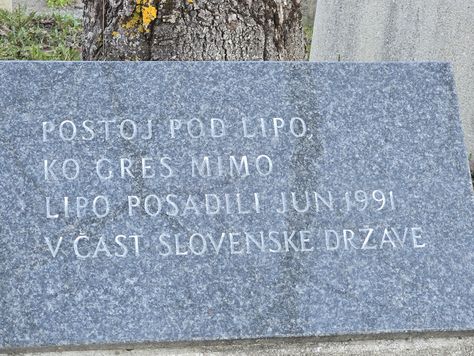 POSTOJ POD LIPO,
KO GREŠ MIMO
LIPO POSADILI JUN 1991
V ČAST SLOVENSKE DRŽAVE